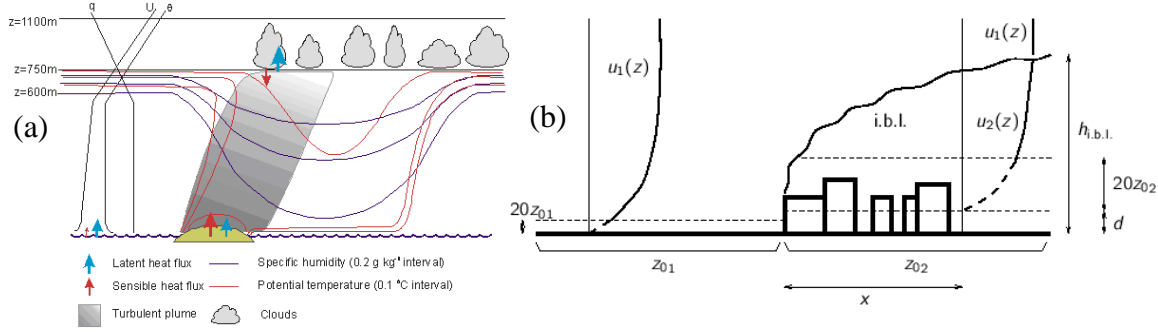 z=1100m
q
U
θ
z=750m
z=600m
(a)
Latent heat flux
Specific humidity (0.2 g kg⁻¹ interval)
Sensible heat flux
Potential temperature (0.1 °C interval)
Turbulent plume
Clouds
(b)
u₁(z)
u₁(z)
i.b.l.
u₂(z)
h_i.b.l.
20z₀₁
20z₀₂
d
z₀₁
z₀₂
x